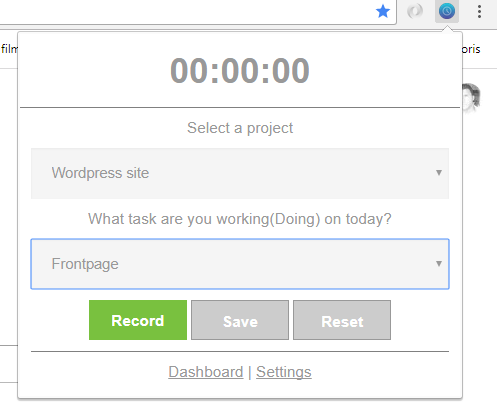 film
oris
00:00:00
Select a project
Wordpress site
What task are you working(Doing) on today?
Frontpage
Record Save Reset
Dashboard | Settings